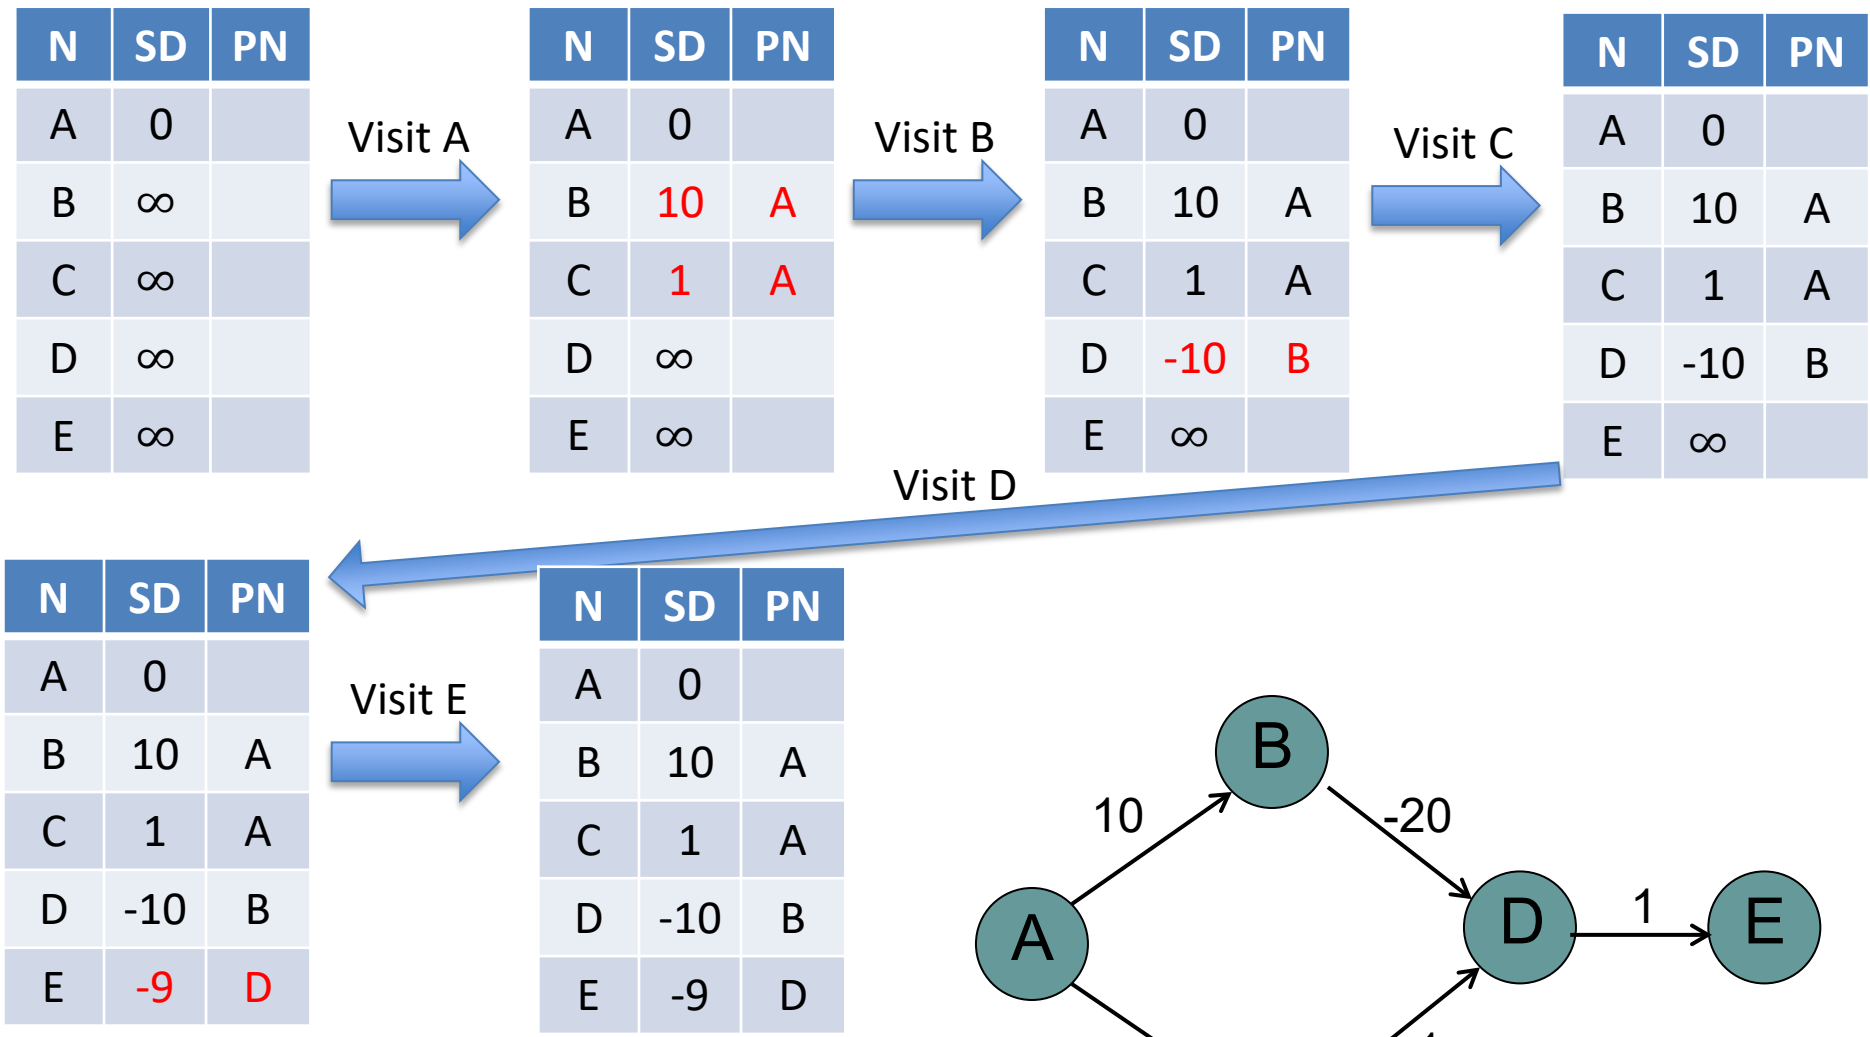 N SD PN
A 0
B ∞
C ∞
D ∞
E ∞
Visit A
N SD PN
A 0
B 10 A
C 1 A
D ∞
E ∞
Visit B
N SD PN
A 0
B 10 A
C 1 A
D -10 B
E ∞
Visit C
N SD PN
A 0
B 10 A
C 1 A
D -10 B
E ∞
Visit D
N SD PN
A 0
B 10 A
C 1 A
D -10 B
E -9 D
Visit E
N SD PN
A 0
B 10 A
C 1 A
D -10 B
E -9 D
B
10
-20
A
D
1
E